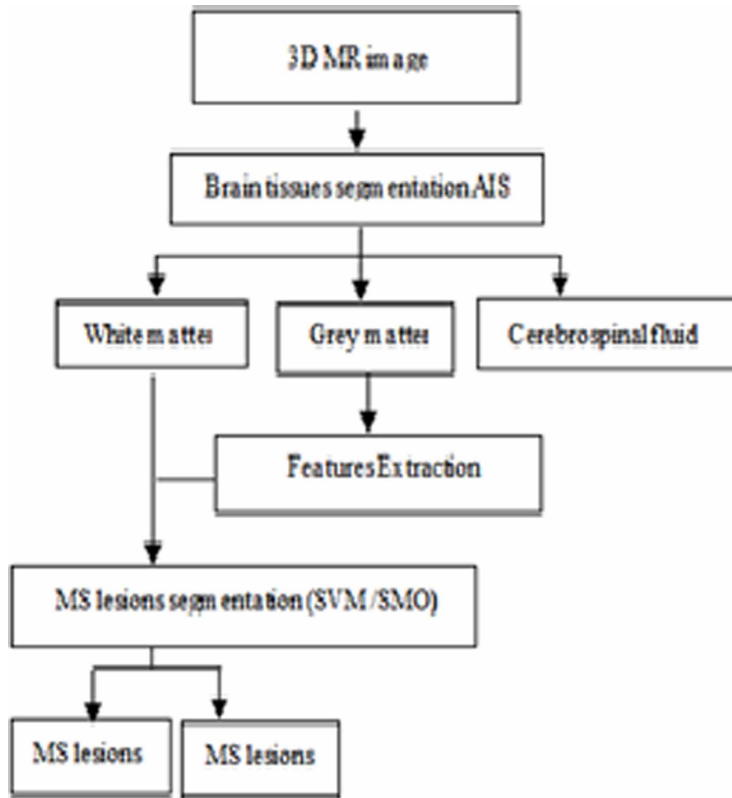 3D MR image
Brain tissues segmentation AIS
White matter
Grey matter
Cerebrospinal fluid
Features Extraction
MS lesions segmentation (SVM /SMO)
MS lesions
MS lesions